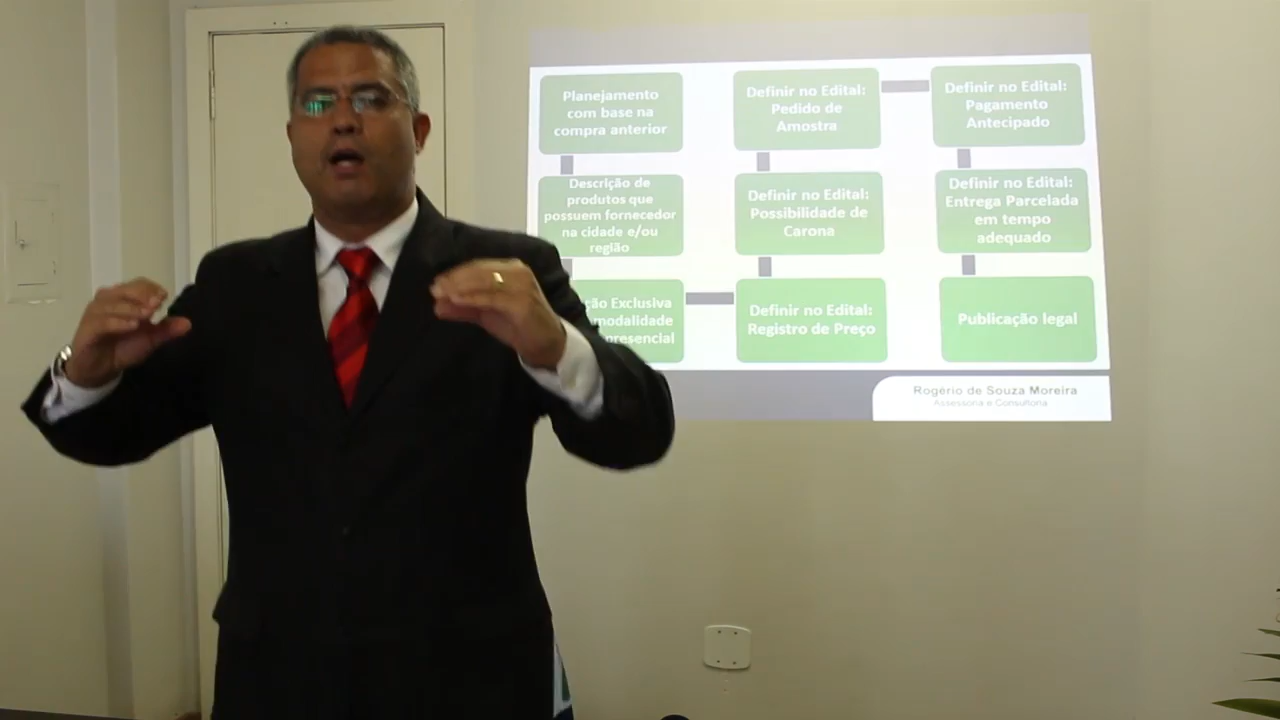 Planejamento
com base na
compra anterior
Descrição de
produtos que
possuem fornecedor
na cidade e/ou
região
Exclusiva
modalidade
presencial
Definir no Edital:
Registro de Preço
Definir no Edital:
Possibilidade de
Carona
Definir no Edital:
Pedido de
Amostra
Definir no Edital:
Pagamento
Antecipado
Definir no Edital:
Entrega Parcelada
em tempo
adequado
Publicação legal
Rogério de Souza Moreira
Assessoria e Consultoria